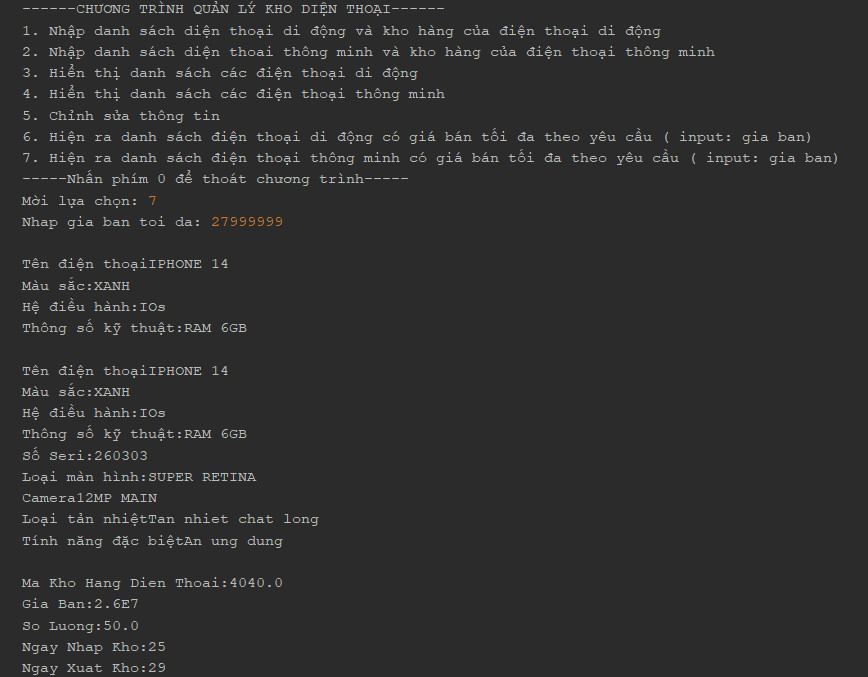 ------CHƯƠNG TRÌNH QUẢN LÝ KHO DIỆN THOẠI------
1. Nhập danh sách diện thoại di động và kho hàng của điện thoại di động
2. Nhập danh sách diện thoai thông minh và kho hàng của điện thoại thông minh
3. Hiển thị danh sách các điện thoại di động
4. Hiển thị danh sách các điện thoại thông minh
5. Chỉnh sửa thông tin
6. Hiện ra danh sách điện thoại di động có giá bán tối đa theo yêu cầu ( input: gia ban)
7. Hiện ra danh sách điện thoại thông minh có giá bán tối đa theo yêu cầu ( input: gia ban)
-----Nhấn phím 0 để thoát chương trình-----
Mời lựa chọn: 7
Nhap gia ban toi da: 27999999
Tên điện thoạiIPHONE 14
Màu sắc:XANH
Hệ điều hành:IOs
Thông số kỹ thuật:RAM 6GB
Tên điện thoạiIPHONE 14
Màu sắc:XANH
Hệ điều hành:IOs
Thông số kỹ thuật:RAM 6GB
Số Seri:260303
Loại màn hình:SUPER RETINA
Camera12MP MAIN
Loại tản nhiệtTan nhiet chat long
Tính năng đặc biệtAn ung dung
Ma Kho Hang Dien Thoai:4040.0
Gia Ban:2.6E7
So Luong:50.0
Ngay Nhap Kho:25
Ngay Xuat Kho:29